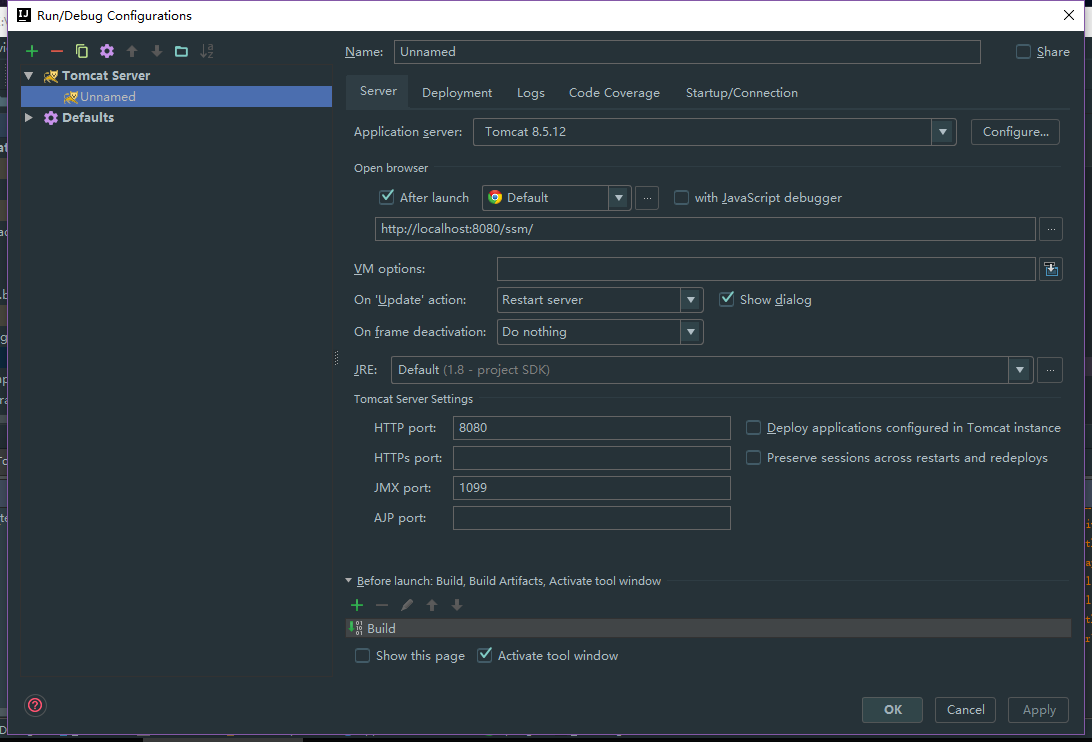 Run/Debug Configurations
Name: Unnamed Share
Tomcat Server
Unnamed
Defaults
Server Deployment Logs Code Coverage Startup/Connection
Application server: Tomcat 8.5.12 Configure...
Open browser
After launch Default ... with JavaScript debugger
http://localhost:8080/ssm/ ...
VM options:
On 'Update' action: Restart server Show dialog
On frame deactivation: Do nothing
JRE: Default (1.8 - project SDK) ...
Tomcat Server Settings
HTTP port: 8080 Deploy applications configured in Tomcat instance
HTTPs port: Preserve sessions across restarts and redeploys
JMX port: 1099
AJP port:
Before launch: Build, Build Artifacts, Activate tool window
Build
Show this page Activate tool window
OK Cancel Apply